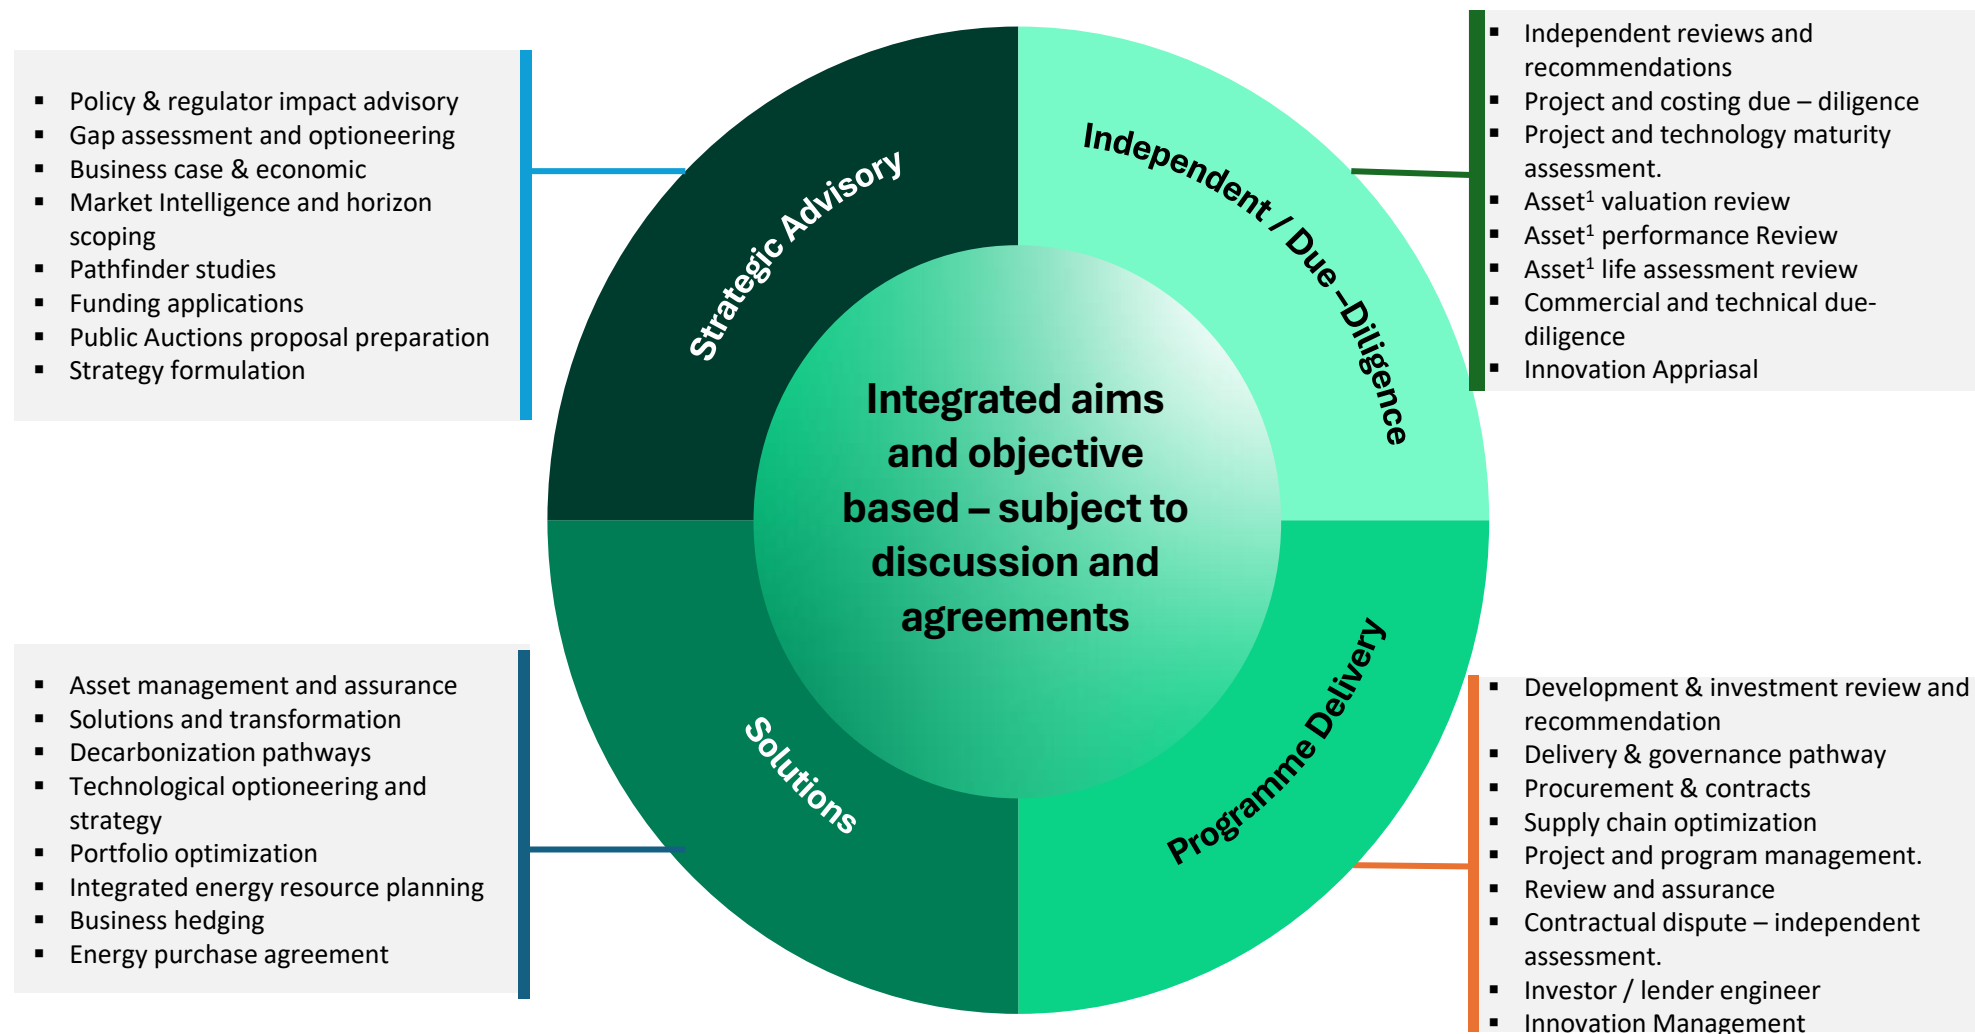 ▪ Policy & regulator impact advisory
▪ Gap assessment and optioneering
▪ Business case & economic
▪ Market Intelligence and horizon
scoping
▪ Pathfinder studies
▪ Funding applications
▪ Public Auctions proposal preparation
▪ Strategy formulation
Strategic Advisory
Independent / Due –Diligence
▪ Independent reviews and
recommendations
▪ Project and costing due – diligence
▪ Project and technology maturity
assessment.
▪ Asset¹ valuation review
▪ Asset¹ performance Review
▪ Asset¹ life assessment review
▪ Commercial and technical due-
diligence
▪ Innovation Appriasal
Integrated aims
and objective
based – subject to
discussion and
agreements
▪ Asset management and assurance
▪ Solutions and transformation
▪ Decarbonization pathways
▪ Technological optioneering and
strategy
▪ Portfolio optimization
▪ Integrated energy resource planning
▪ Business hedging
▪ Energy purchase agreement
Solutions
Programme Delivery
▪ Development & investment review and
recommendation
▪ Delivery & governance pathway
▪ Procurement & contracts
▪ Supply chain optimization
▪ Project and program management.
▪ Review and assurance
▪ Contractual dispute – independent
assessment.
▪ Investor / lender engineer
▪ Innovation Management